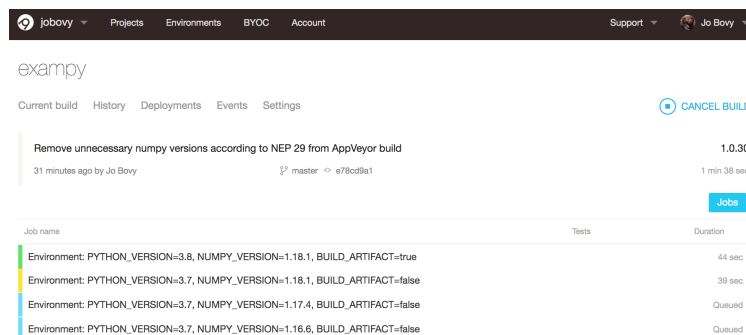 jobovy Projects Environments BYOC Account Support Jo Bovy
exampy
Current build History Deployments Events Settings CANCEL BUILD
Remove unnecessary numpy versions according to NEP 29 from AppVeyor build 1.0.30
31 minutes ago by Jo Bovy master e78cd9a1 1 min 38 sec
Jobs
Job name Tests Duration
Environment: PYTHON_VERSION=3.8, NUMPY_VERSION=1.18.1, BUILD_ARTIFACT=true 44 sec
Environment: PYTHON_VERSION=3.7, NUMPY_VERSION=1.18.1, BUILD_ARTIFACT=false 39 sec
Environment: PYTHON_VERSION=3.7, NUMPY_VERSION=1.17.4, BUILD_ARTIFACT=false Queued
Environment: PYTHON_VERSION=3.7, NUMPY_VERSION=1.16.6, BUILD_ARTIFACT=false Queued